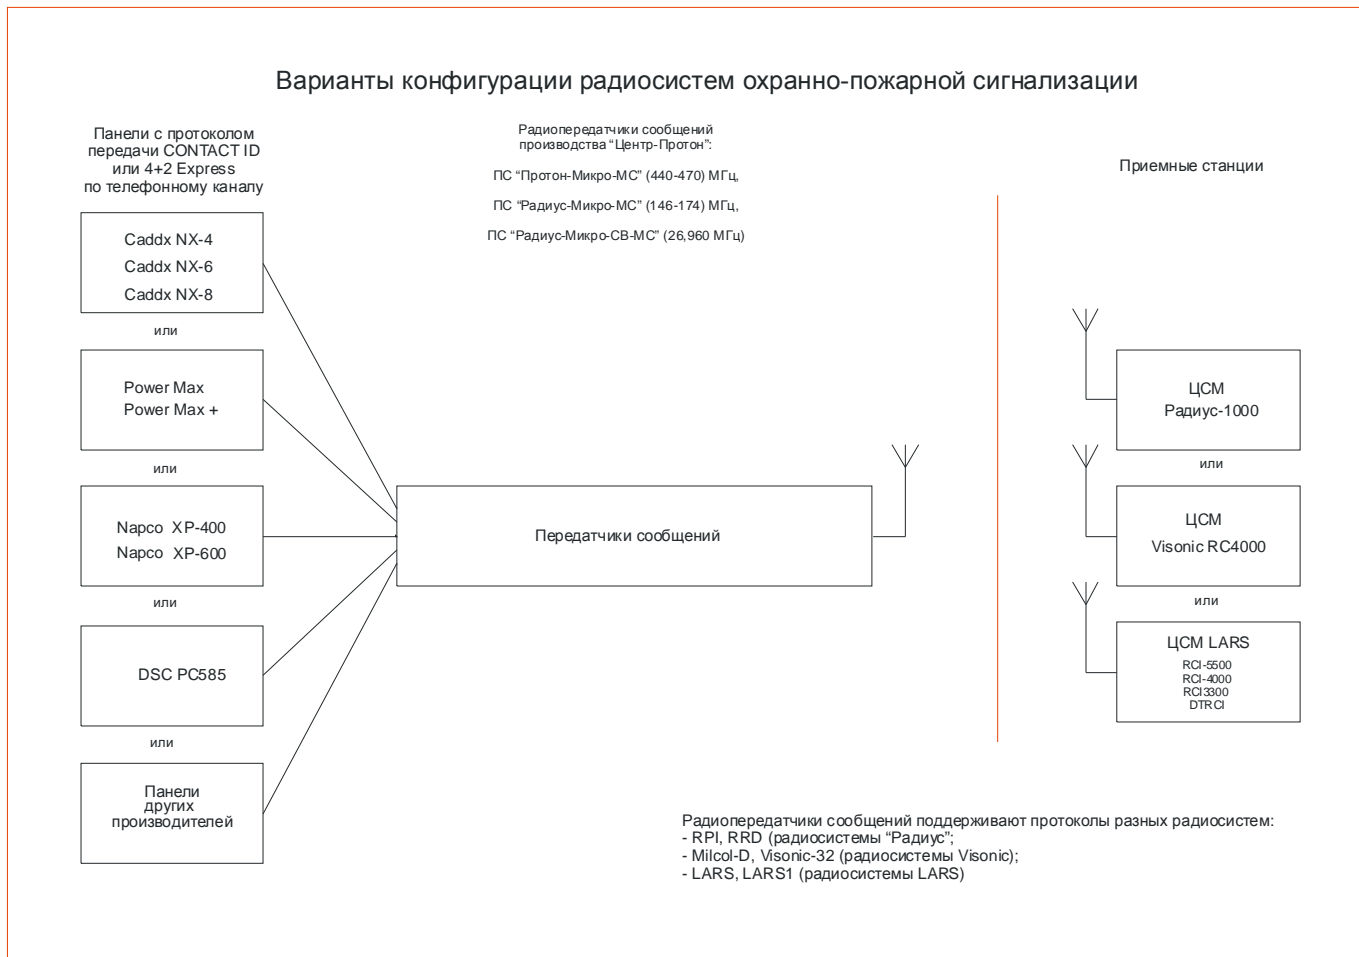 Варианты конфигурации радиосистем охранно-пожарной сигнализации
Панели с протоколом
передачи CONTACT ID
или 4+2 Express
по телефонному каналу
Caddx NX-4
Caddx NX-6
Caddx NX-8
или
Power Max
Power Max +
или
Napco XP-400
Napco XP-600
или
DSC PC585
или
Панели
других
производителей
Радиопередатчики сообщений
производства “Центр-Протон”:
ПС “Протон-Микро-МС” (440-470) МГц,
ПС “Радиус-Микро-МС” (146-174) МГц,
ПС “Радиус-Микро-СВ-МС” (26,960 МГц)
Передатчики сообщений
Приемные станции
ЦСМ
Радиус-1000
или
ЦСМ
Visonic RC4000
или
ЦСМ LARS
RCI-5500
RCI-4000
RCI3300
DTRCI
Радиопередатчики сообщений поддерживают протоколы разных радиосистем:
- RPI, RRD (радиосистемы “Радиус”;
- Milcol-D, Visonic-32 (радиосистемы Visonic);
- LARS, LARS1 (радиосистемы LARS)